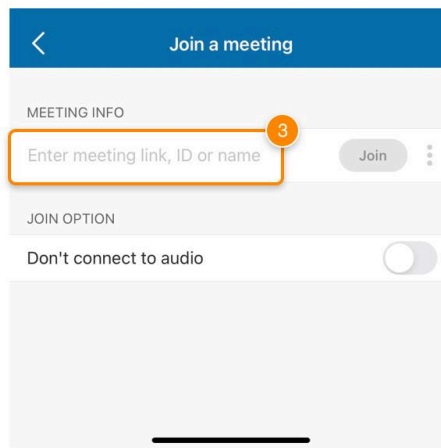 Join a meeting
MEETING INFO
3
Enter meeting link, ID or name
Join
JOIN OPTION
Don't connect to audio